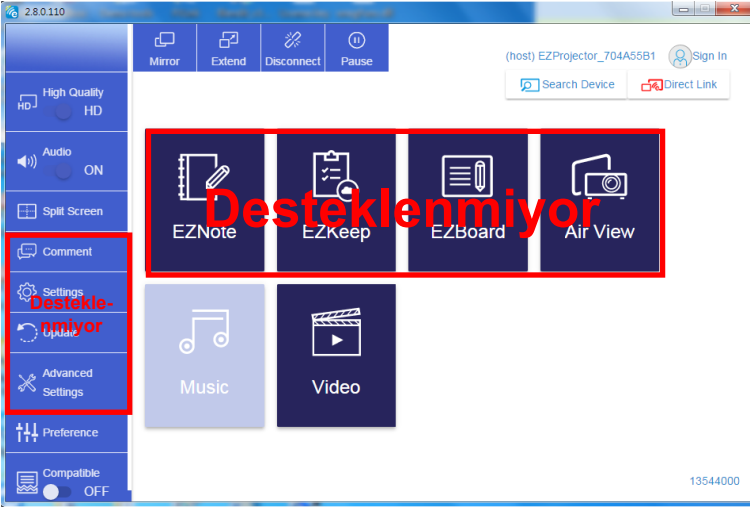 2.8.0.110
Mirror Extend Disconnect Pause
(host) EZProjector_704A55B1 Sign In
Search Device Direct Link
High Quality
HD HD
Audio
ON
Split Screen
Comment
Settings
Update
Advanced
Settings
Preference
Compatible
OFF
Desteklenmiyor
Destekle-
nmiyor
EZNote EZKeep EZBoard Air View
Music Video
13544000